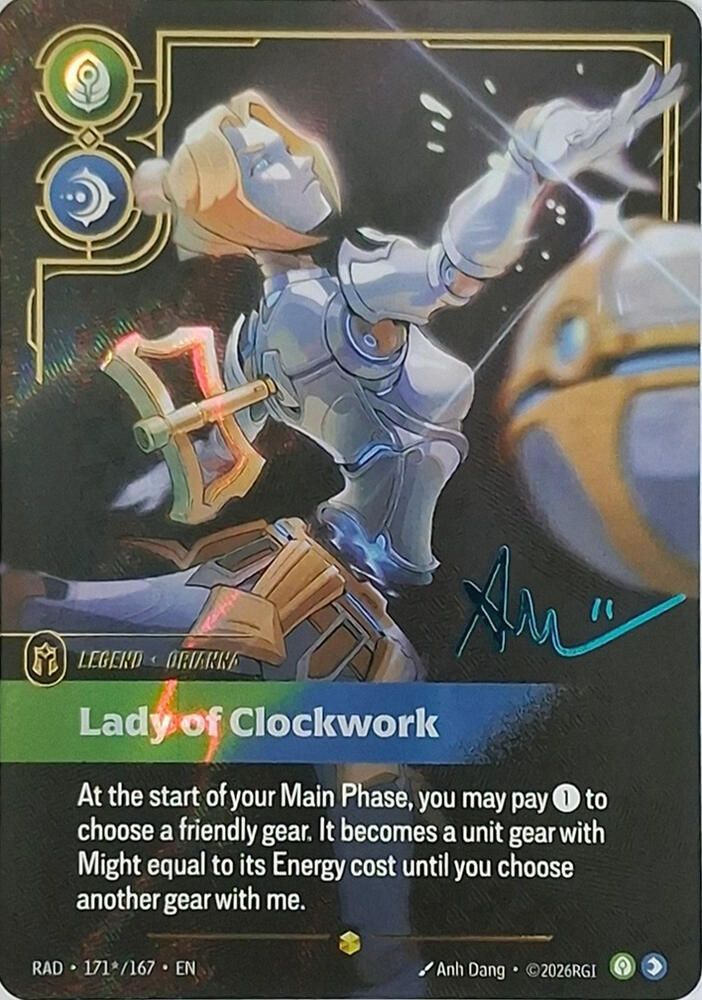 LEGEND • ORIANNA
Lady of Clockwork
At the start of your Main Phase, you may pay 1 to
choose a friendly gear. It becomes a unit gear with
Might equal to its Energy cost until you choose
another gear with me.
RAD • 171*/167 • EN
Anh Dang • ©2026RGI